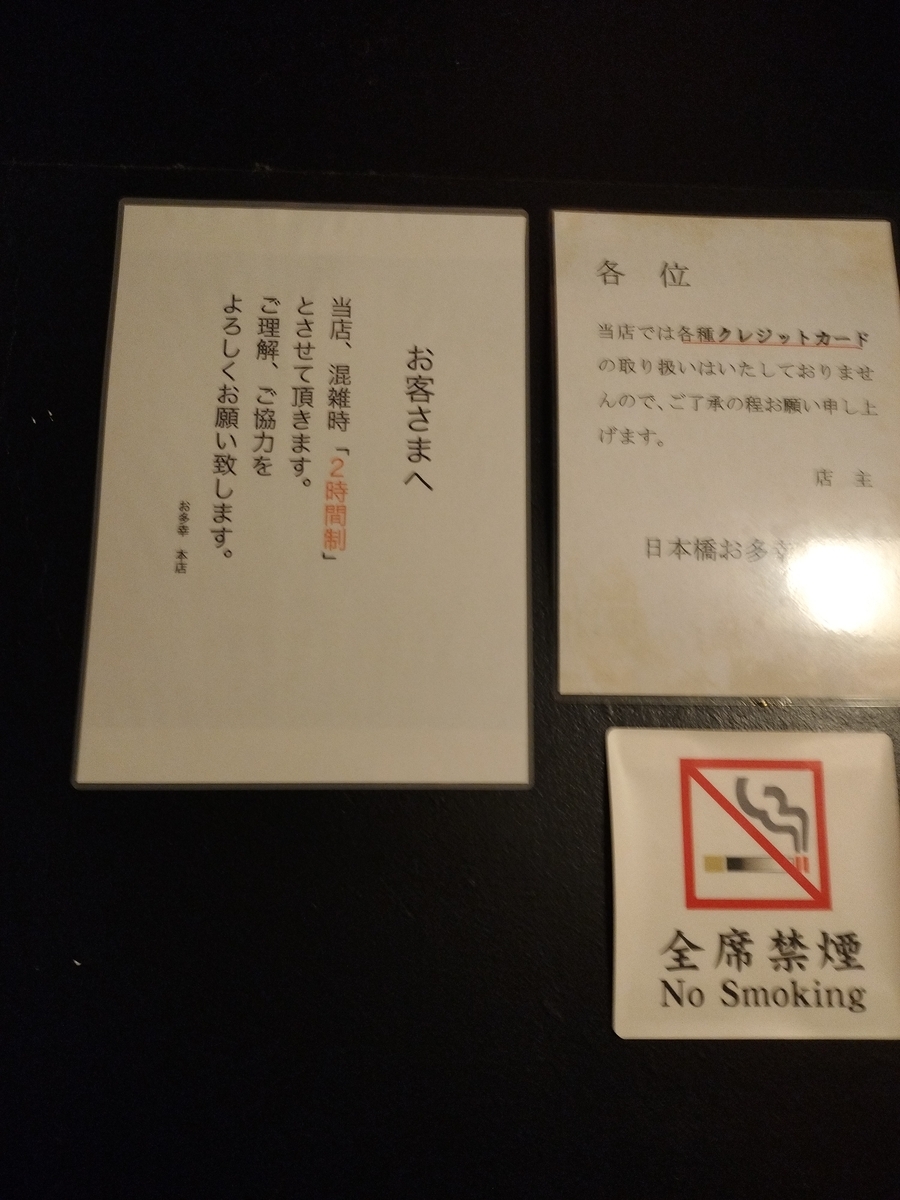 お客さまへ
当店、混雑時「2時間制」
とさせて頂きます。
ご理解、ご協力を
よろしくお願い致します。
お多幸 本店
各 位
当店では各種クレジットカード
の取り扱いはいたしておりませ
んので、ご了承の程お願い申し上
げます。
店 主
日本橋お多幸
全席禁煙
No Smoking